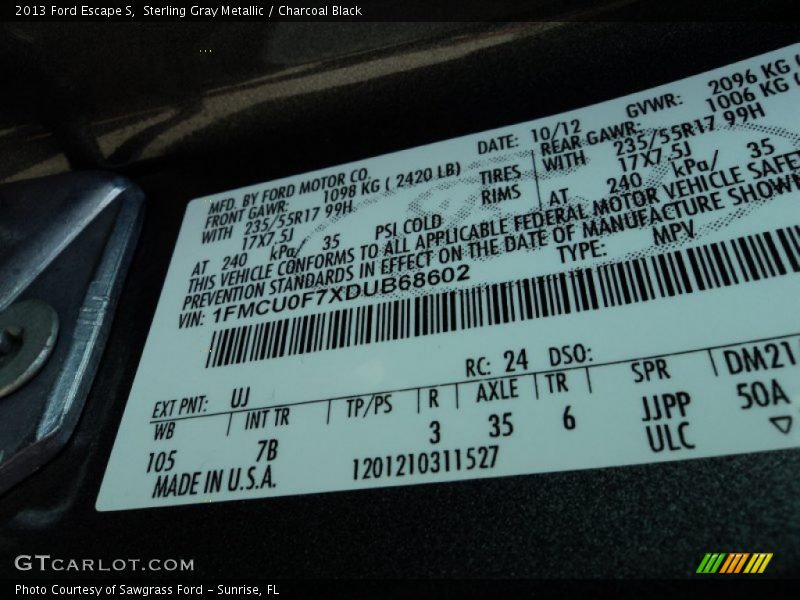 2013 Ford Escape S,  Sterling Gray Metallic / Charcoal Black
MFD. BY FORD MOTOR CO. DATE: 10/12 GVWR: 2096 KG (
FRONT GAWR: 1098 KG ( 2420 LB) REAR GAWR: 1006 KG (
WITH 235/55R17 99H TIRES WITH 235/55R17 99H
17X7.5J RIMS 17X7.5J
AT 240 kPa/ 35 PSI COLD AT 240 kPa/ 35
THIS VEHICLE CONFORMS TO ALL APPLICABLE FEDERAL MOTOR VEHICLE SAFE
PREVENTION STANDARDS IN EFFECT ON THE DATE OF MANUFACTURE SHOWN
VIN: 1FMCU0F7XDUB68602 TYPE: MPV
EXT PNT: UJ RC: 24 DSO:
WB INT TR TP/PS R AXLE TR SPR DM21
105 7B 3 35 6 JJPP 50A
MADE IN U.S.A. 1201210311527 ULC
GTCARLOT.COM
Photo Courtesy of Sawgrass Ford - Sunrise, FL